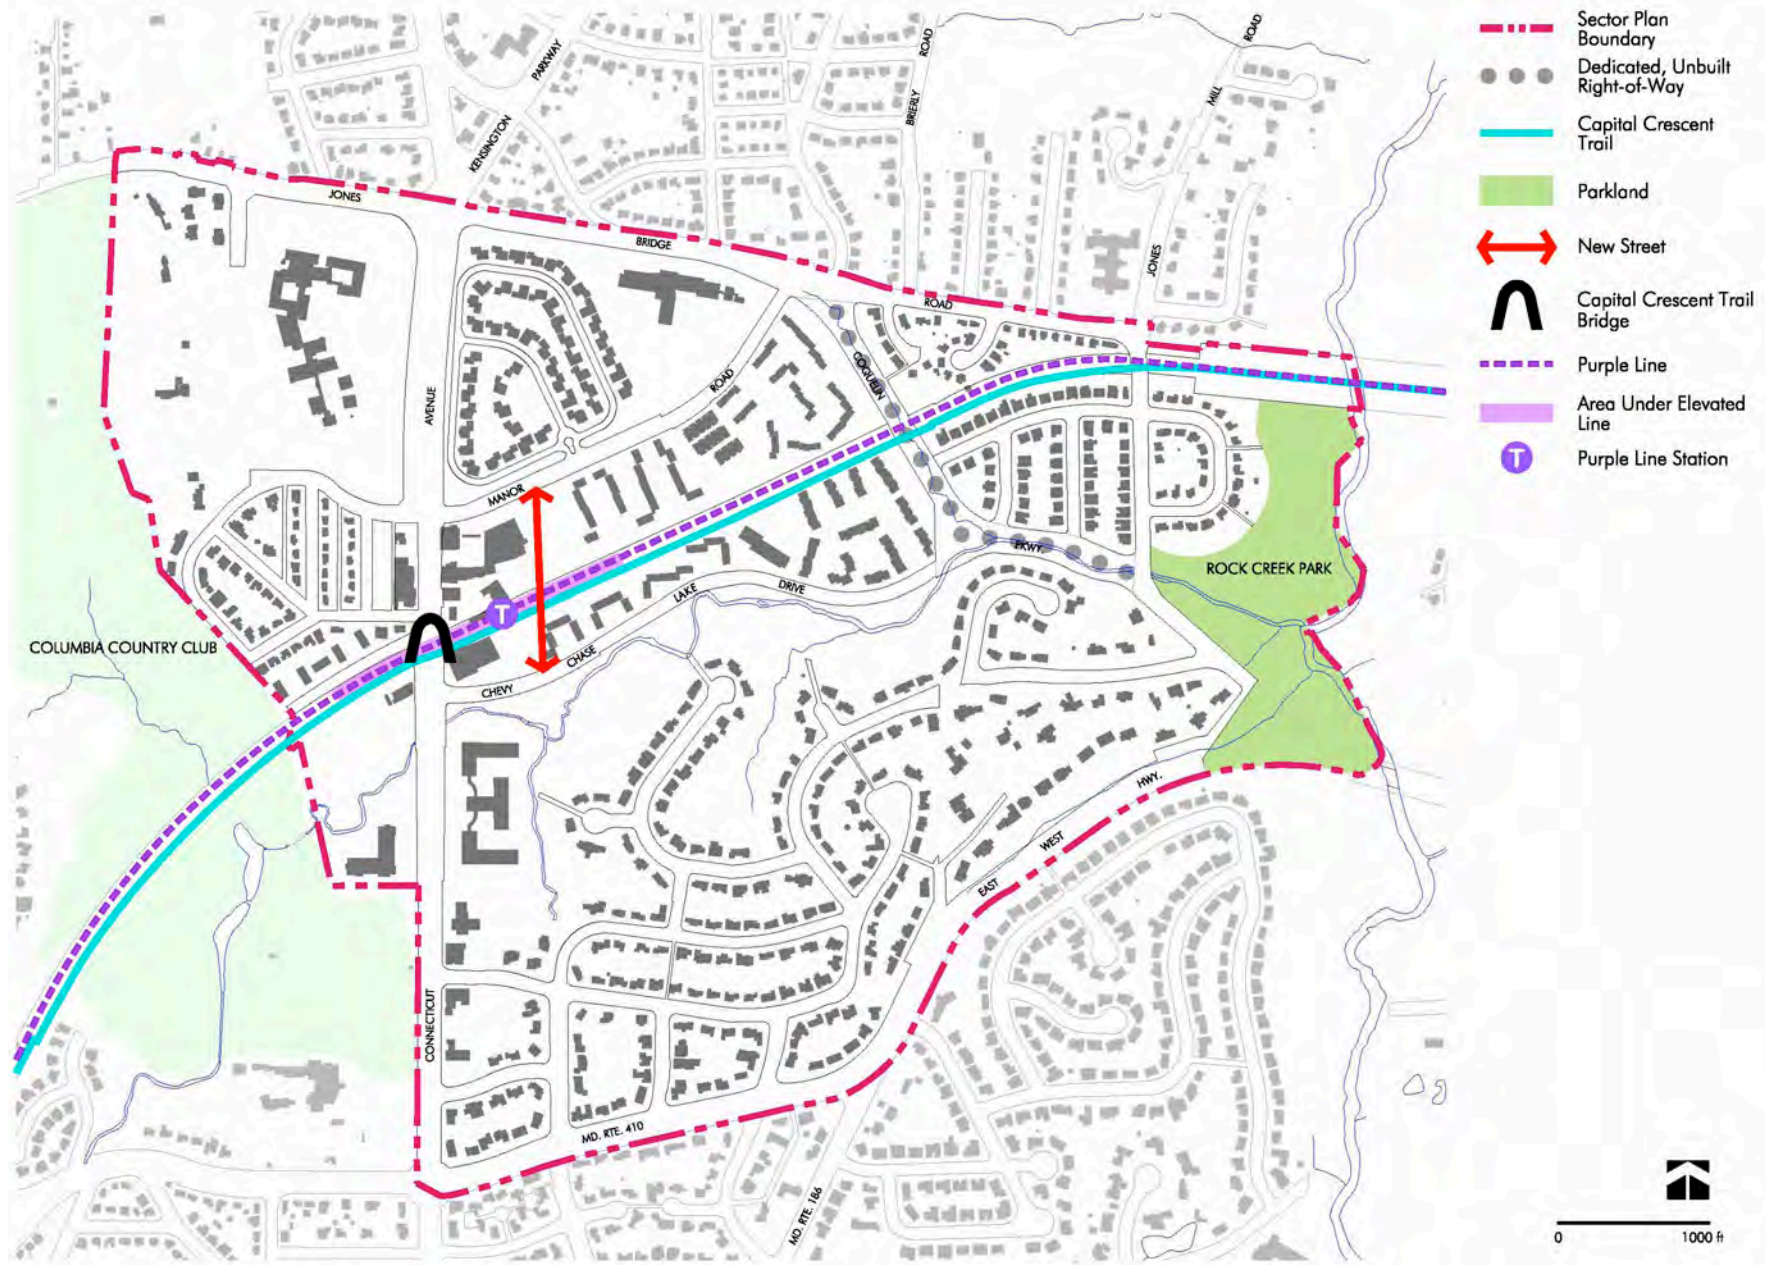 ROAD
ROAD
PARKWAY
BRIERLY
MILL
KENSINGTON
JONES
BRIDGE
JONES
ROAD
COQUELIN
ROAD
AVENUE
MANOR
PKWY.
ROCK CREEK PARK
DRIVE
LAKE
T
COLUMBIA COUNTRY CLUB
CHASE
CHEVY
HWY.
WEST
EAST
CONNECTICUT
MD. RTE. 410
MD. RTE. 186
Sector Plan
Boundary
Dedicated, Unbuilt
Right-of-Way
Capital Crescent
Trail
Parkland
New Street
Capital Crescent Trail
Bridge
Purple Line
Area Under Elevated
Line
T
Purple Line Station
0 1000 ft